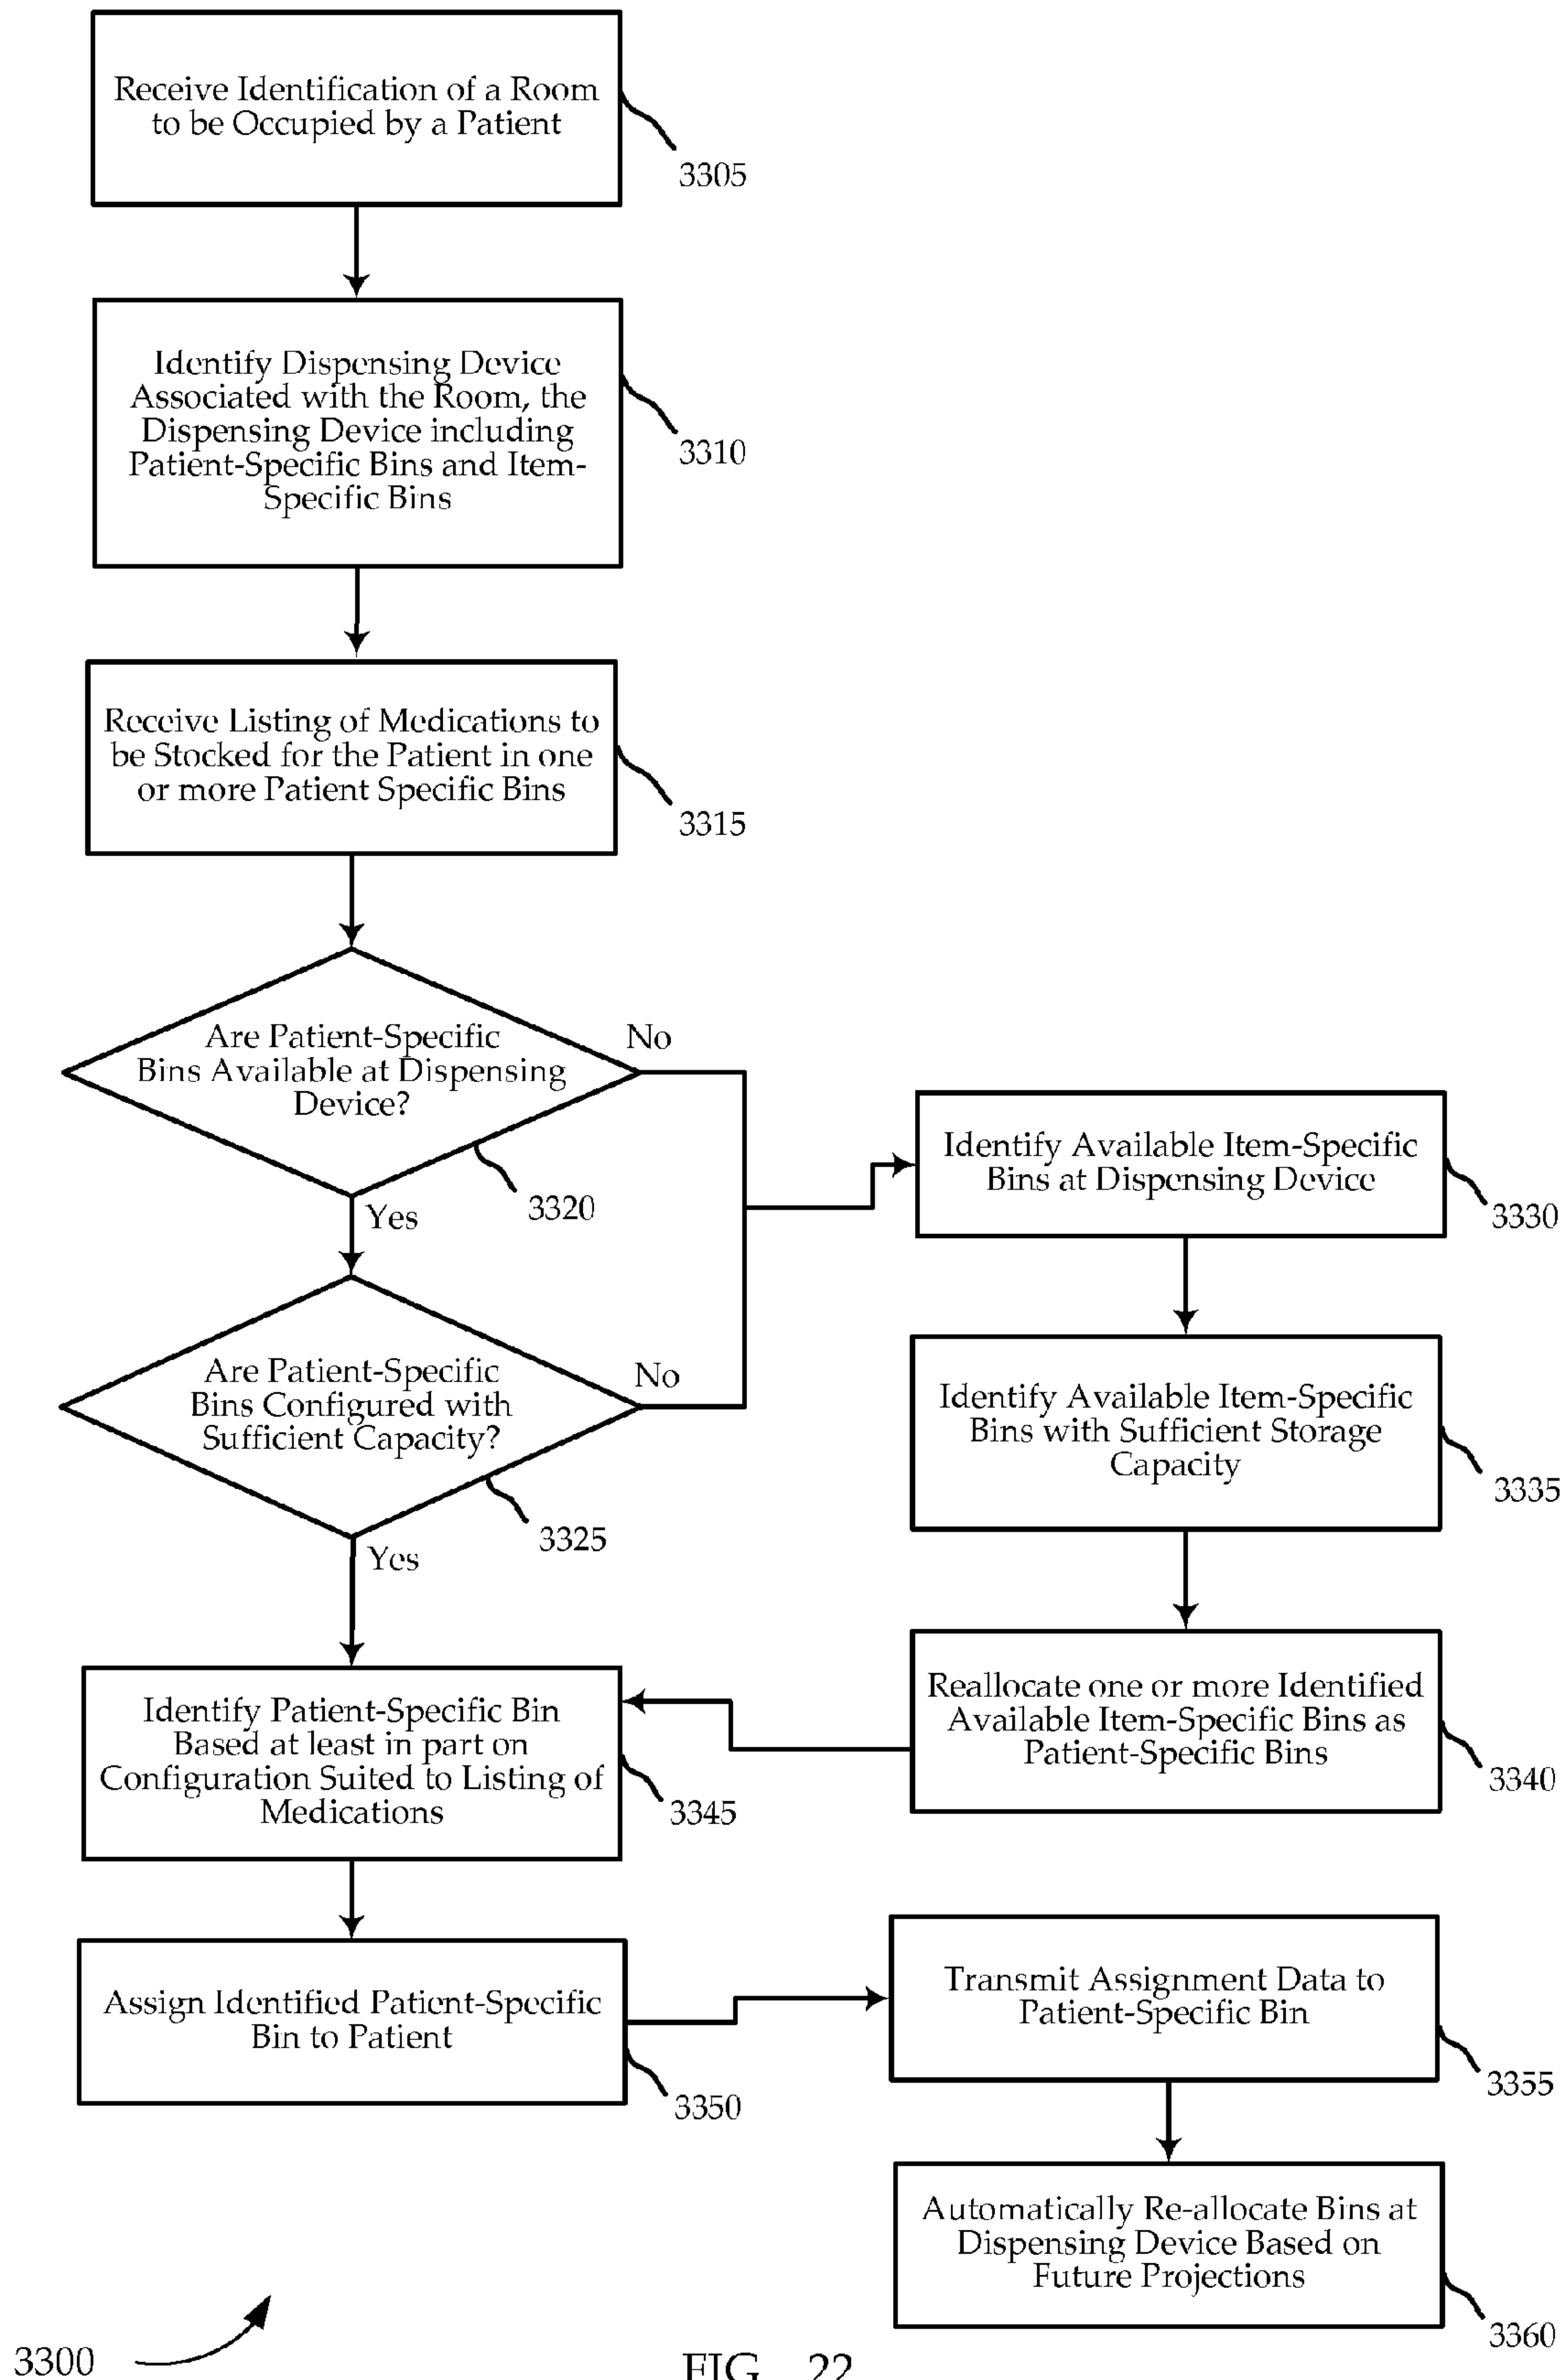 Receive Identification of a Room
to be Occupied by a Patient
3305
Identify Dispensing Device
Associated with the Room, the
Dispensing Device including
Patient-Specific Bins and Item-
Specific Bins
3310
Receive Listing of Medications to
be Stocked for the Patient in one
or more Patient Specific Bins
3315
Are Patient-Specific
Bins Available at Dispensing
Device?
No
3320
Yes
Are Patient-Specific
Bins Configured with
Sufficient Capacity?
No
3325
Yes
Identify Available Item-Specific
Bins at Dispensing Device
3330
Identify Available Item-Specific
Bins with Sufficient Storage
Capacity
3335
Reallocate one or more Identified
Available Item-Specific Bins as
Patient-Specific Bins
3340
Identify Patient-Specific Bin
Based at least in part on
Configuration Suited to Listing of
Medications
3345
Assign Identified Patient-Specific
Bin to Patient
3350
Transmit Assignment Data to
Patient-Specific Bin
3355
Automatically Re-allocate Bins at
Dispensing Device Based on
Future Projections
3360
3300
FIG. 22